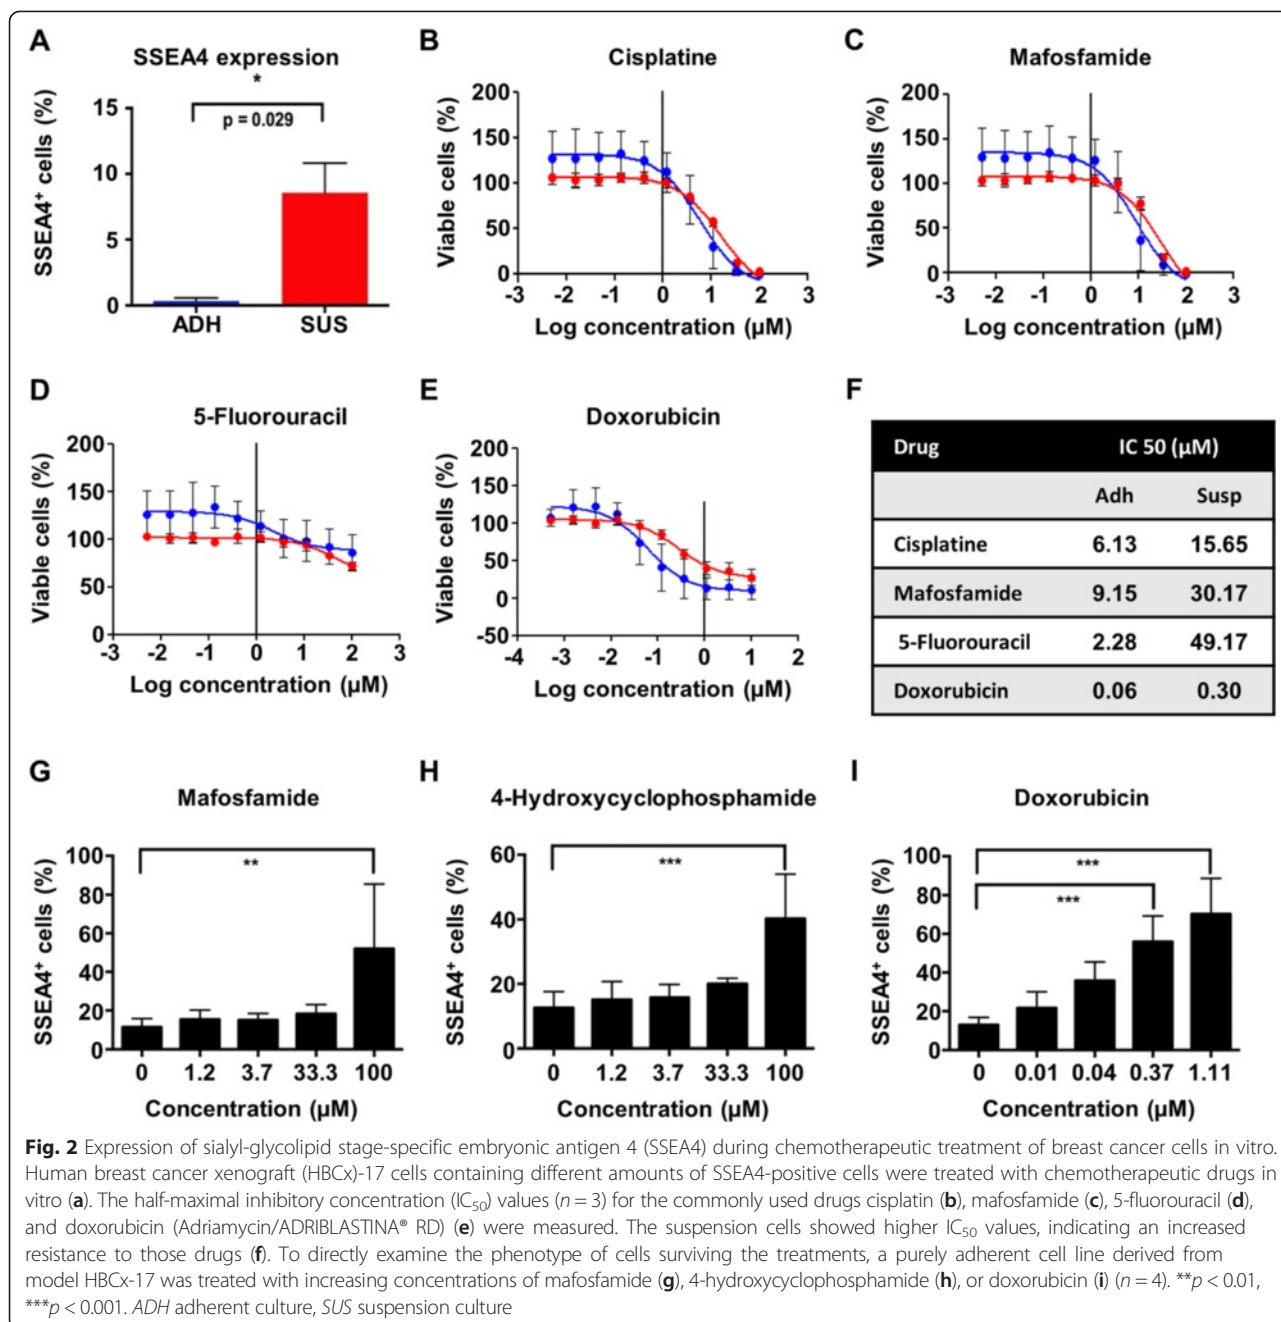 A
SSEA4 expression
*
p = 0.029
SSEA4⁺ cells (%)
15
10
5
0
ADH
SUS
B
Cisplatine
Viable cells (%)
200
150
100
50
0
-3 -2 -1 0 1 2 3
Log concentration (µM)
C
Mafosfamide
Viable cells (%)
200
150
100
50
0
-3 -2 -1 0 1 2 3
Log concentration (µM)
D
5-Fluorouracil
Viable cells (%)
200
150
100
50
0
-3 -2 -1 0 1 2 3
Log concentration (µM)
E
Doxorubicin
Viable cells (%)
200
150
100
50
0
-50
-4 -3 -2 -1 0 1 2
Log concentration (µM)
F
Drug IC 50 (µM)
Adh Susp
Cisplatine 6.13 15.65
Mafosfamide 9.15 30.17
5-Fluorouracil 2.28 49.17
Doxorubicin 0.06 0.30
G
Mafosfamide
**
SSEA4⁺ cells (%)
100
80
60
40
20
0
0 1.2 3.7 33.3 100
Concentration (µM)
H
4-Hydroxycyclophosphamide
***
SSEA4⁺ cells (%)
60
40
20
0
0 1.2 3.7 33.3 100
Concentration (µM)
I
Doxorubicin
***
***
SSEA4⁺ cells (%)
100
80
60
40
20
0
0 0.01 0.04 0.37 1.11
Concentration (µM)
Fig. 2 Expression of sialyl-glycolipid stage-specific embryonic antigen 4 (SSEA4) during chemotherapeutic treatment of breast cancer cells in vitro.
Human breast cancer xenograft (HBCx)-17 cells containing different amounts of SSEA4-positive cells were treated with chemotherapeutic drugs in
vitro (a). The half-maximal inhibitory concentration (IC₅₀) values (n = 3) for the commonly used drugs cisplatin (b), mafosfamide (c), 5-fluorouracil (d),
and doxorubicin (Adriamycin/ADRIBLASTINA® RD) (e) were measured. The suspension cells showed higher IC₅₀ values, indicating an increased
resistance to those drugs (f). To directly examine the phenotype of cells surviving the treatments, a purely adherent cell line derived from
model HBCx-17 was treated with increasing concentrations of mafosfamide (g), 4-hydroxycyclophosphamide (h), or doxorubicin (i) (n = 4). **p < 0.01,
***p < 0.001. ADH adherent culture, SUS suspension culture